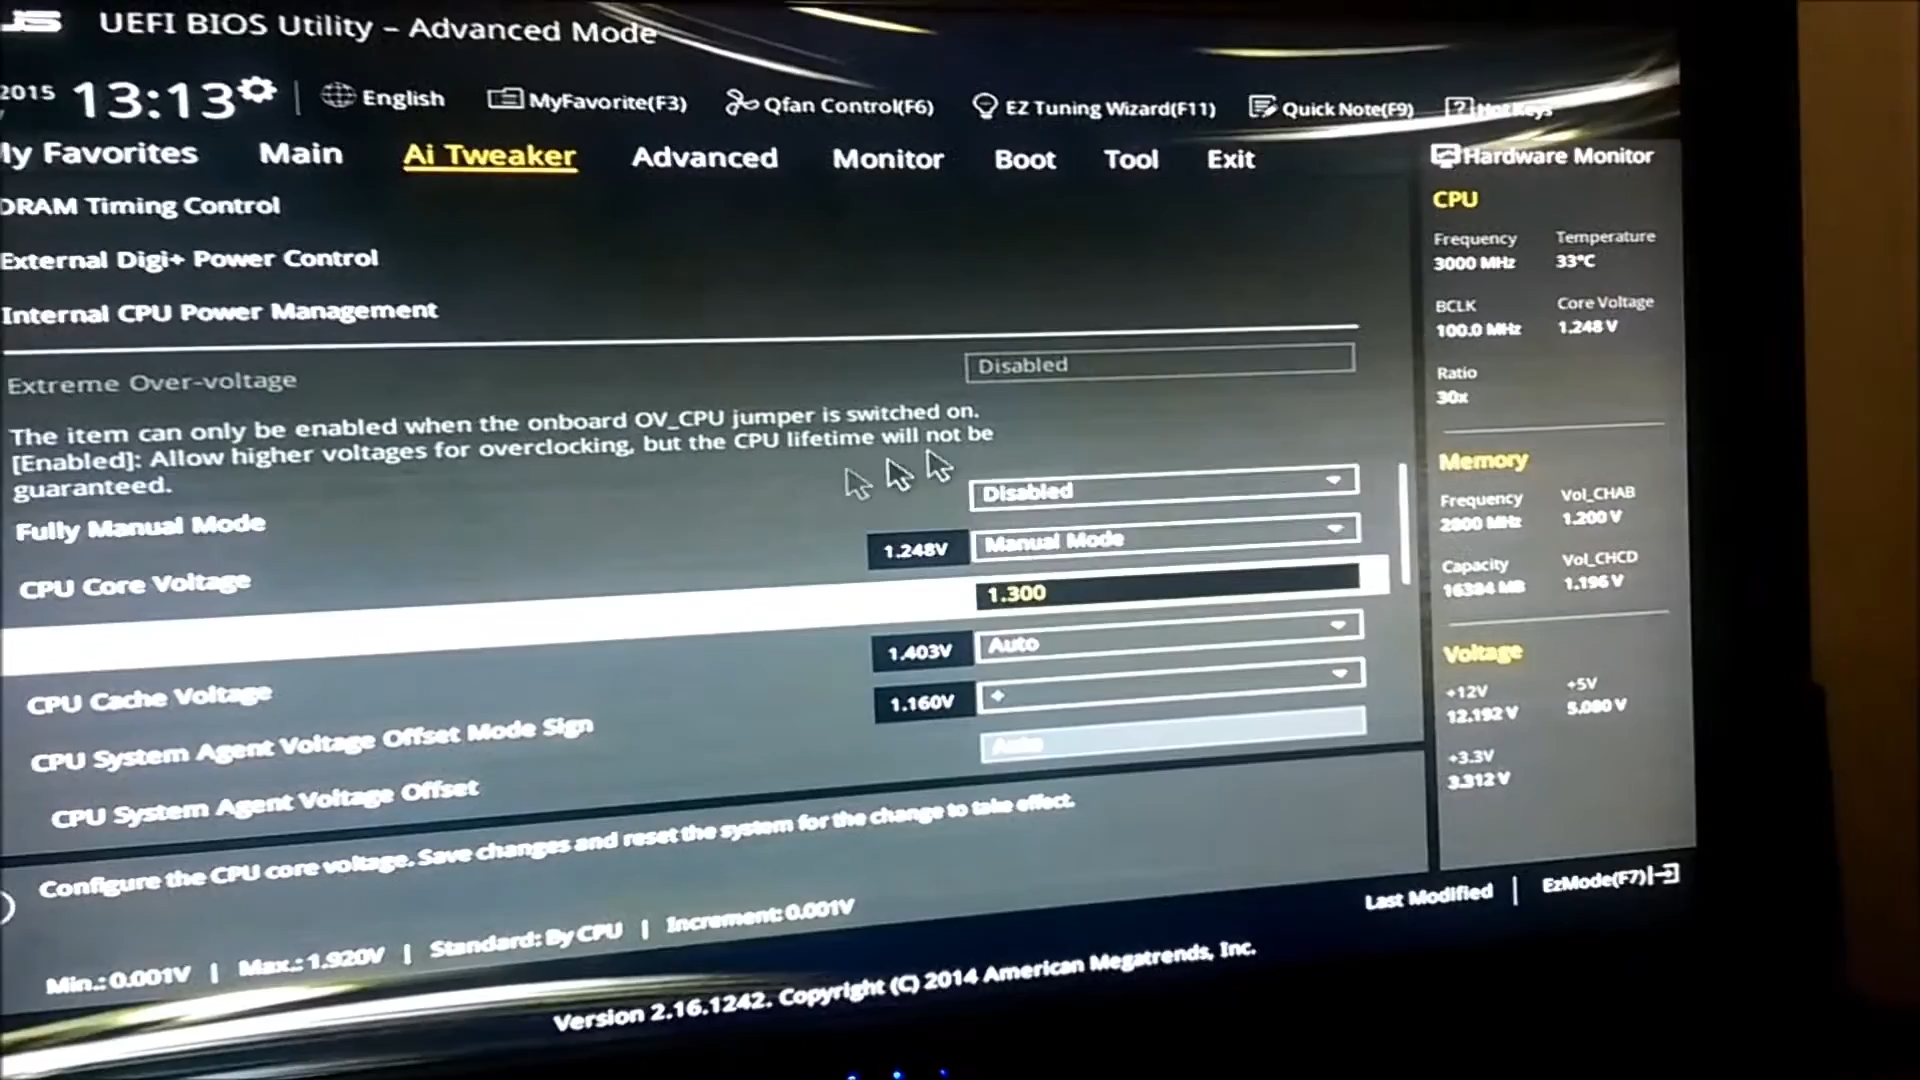 UEFI BIOS Utility – Advanced Mode
2015 13:13 English MyFavorite(F3) Qfan Control(F6) EZ Tuning Wizard(F11) Quick Note(F9) Hot Keys
y Favorites Main Ai Tweaker Advanced Monitor Boot Tool Exit
Hardware Monitor
DRAM Timing Control
External Digi+ Power Control
Internal CPU Power Management
Extreme Over-voltage Disabled
The item can only be enabled when the onboard OV_CPU jumper is switched on.
[Enabled]: Allow higher voltages for overclocking, but the CPU lifetime will not be
guaranteed.
Fully Manual Mode Disabled
CPU Core Voltage 1.248V Manual Mode
1.300
CPU Cache Voltage 1.403V Auto
CPU System Agent Voltage Offset Mode Sign 1.160V +
CPU System Agent Voltage Offset Auto
Configure the CPU core voltage. Save changes and reset the system for the change to take effect.
Min.: 0.001V | Max.: 1.920V | Standard: By CPU | Increment: 0.001V
CPU
Frequency Temperature
3000 MHz 33°C
BCLK Core Voltage
100.0 MHz 1.248 V
Ratio
30x
Memory
Frequency Vol_CHAB
2800 MHz 1.200 V
Capacity Vol_CHCD
16384 MB 1.196 V
Voltage
+12V +5V
12.192 V 5.080 V
+3.3V
3.312 V
Last Modified | EzMode(F7)
Version 2.16.1242. Copyright (C) 2014 American Megatrends, Inc.